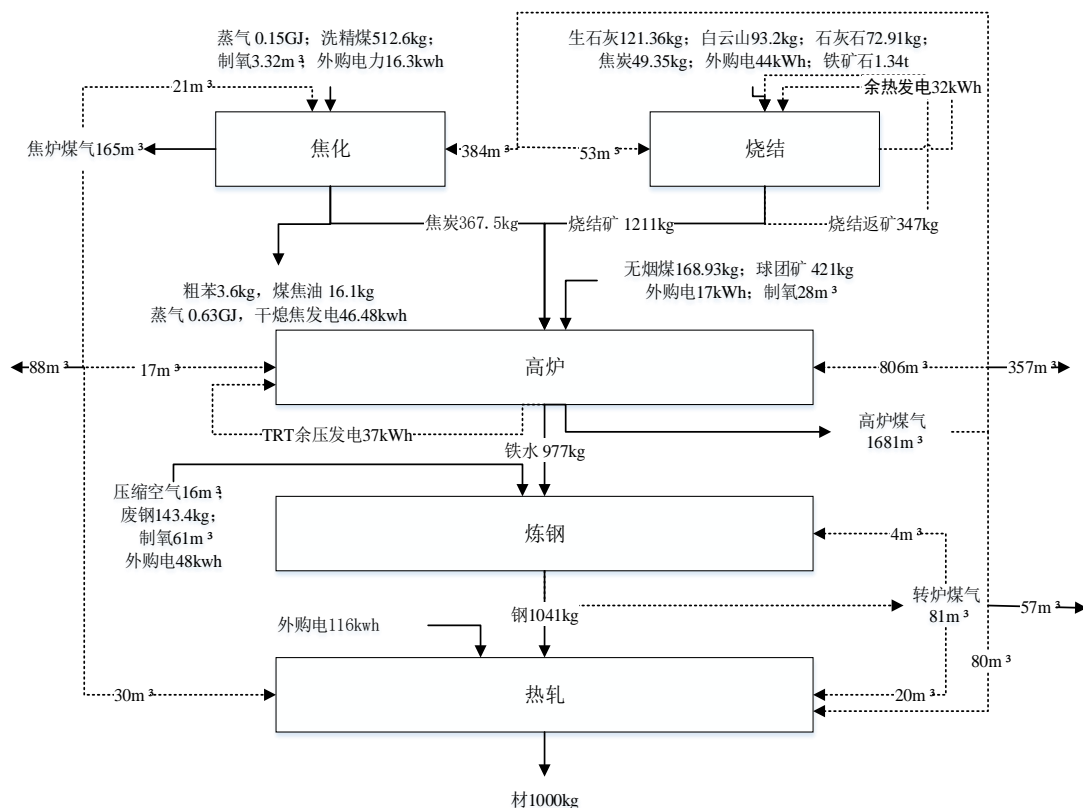 蒸气 0.15GJ；洗精煤512.6kg；
制氧3.32m³；外购电力16.3kwh
生石灰121.36kg；白云山93.2kg；石灰石72.91kg；
焦炭49.35kg；外购电44kWh；铁矿石1.34t
21m³
余热发电32kWh
焦炉煤气165m³
焦化
384m³
53m³
烧结
焦炭367.5kg
烧结矿 1211kg
烧结返矿347kg
粗苯3.6kg，煤焦油 16.1kg
蒸气 0.63GJ，干熄焦发电46.48kwh
无烟煤168.93kg；球团矿 421kg
外购电17kWh；制氧28m³
88m³
17m³
高炉
806m³
357m³
TRT余压发电37kWh
铁水 977kg
高炉煤气
1681m³
压缩空气16m³；
废钢143.4kg；
制氧61m³
外购电48kwh
炼钢
4m³
钢1041kg
转炉煤气
81m³
57m³
外购电116kwh
80m³
30m³
热轧
20m³
材1000kg